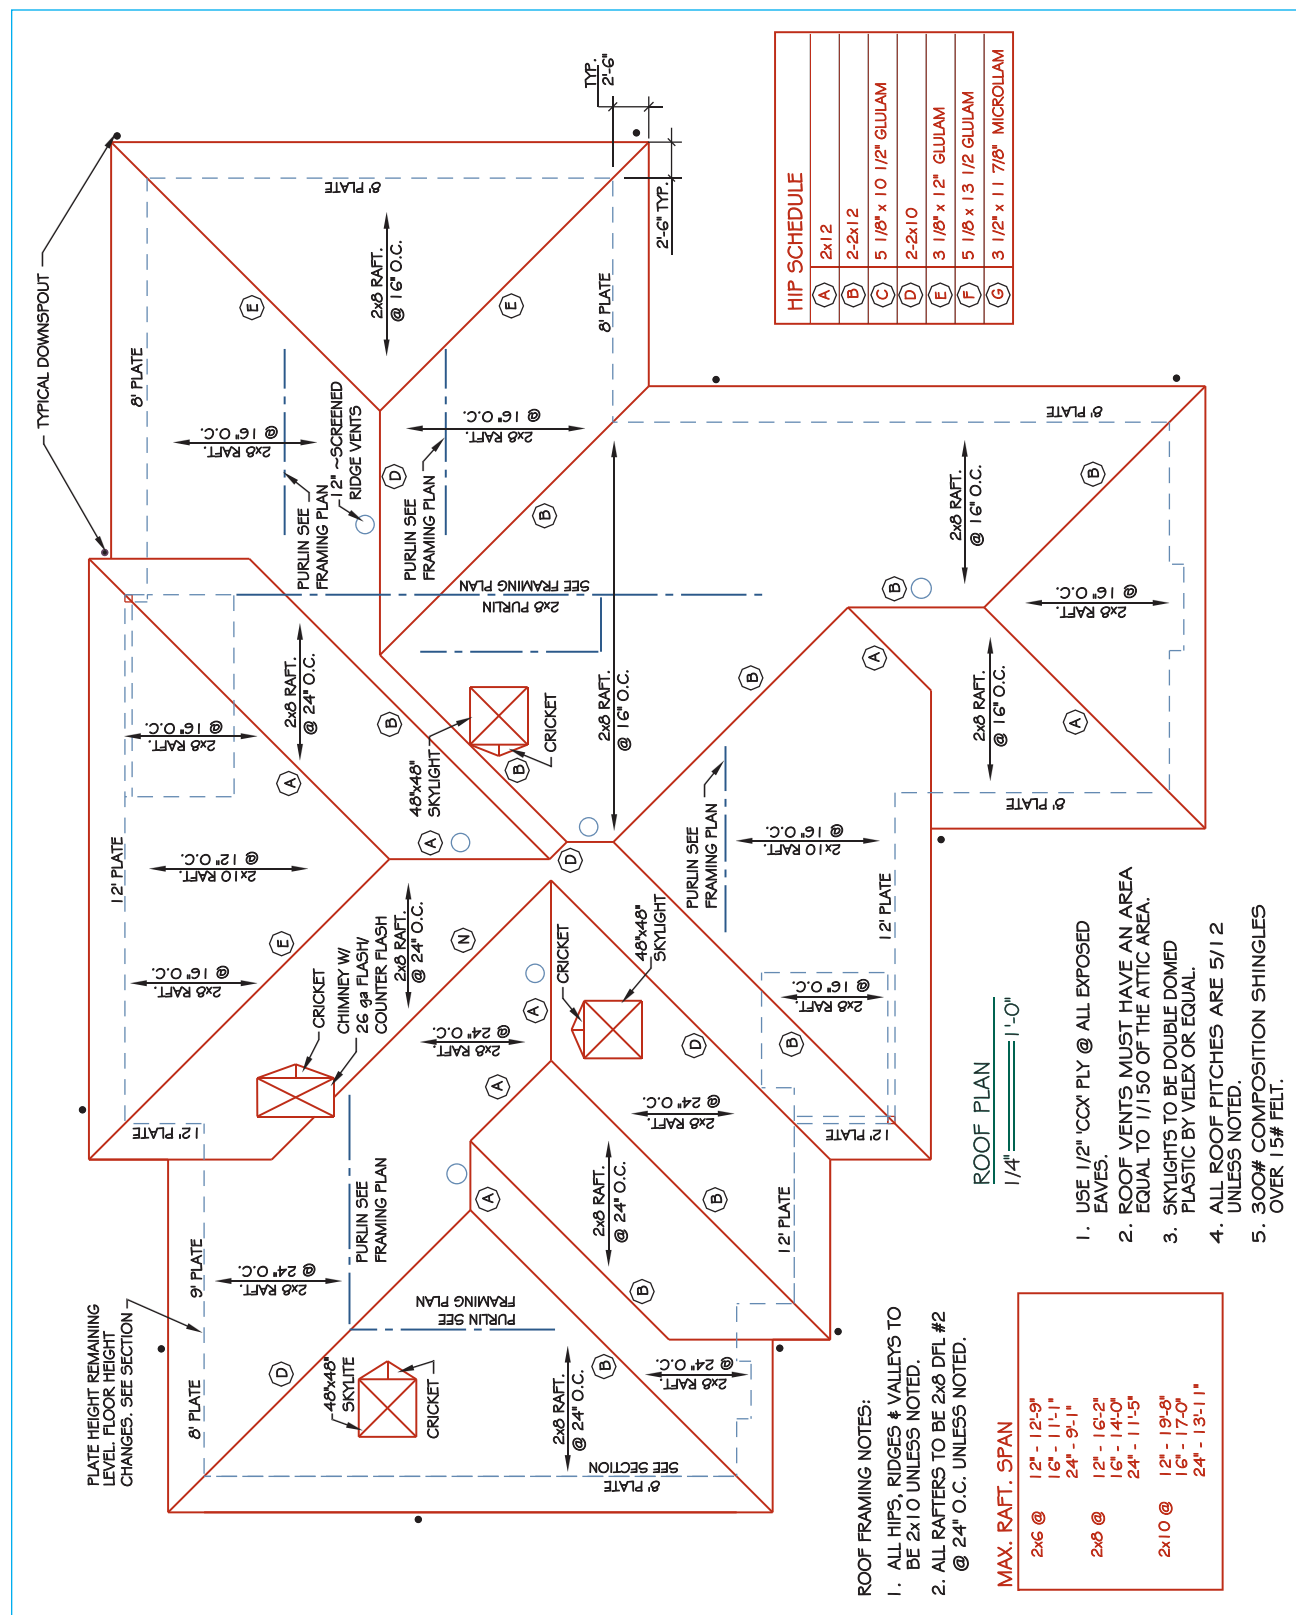 TYPICAL DOWNSPOUT
TYP.
2'-6"
2'-6" TYP.
8' PLATE
8' PLATE
8' PLATE
E
E
2x8 RAFT.
@ 16" O.C.
2x8 RAFT.
@ 16" O.C.
2x8 RAFT.
@ 16" O.C.
PURLIN SEE
FRAMING PLAN
12" ~SCREENED
RIDGE VENTS
D
PURLIN SEE
FRAMING PLAN
B
2x8 PURLIN
SEE FRAMING PLAN
2x8 RAFT.
@ 24" O.C.
B
2x8 RAFT.
@ 16" O.C.
A
48"x48"
SKYLIGHT
CRICKET
B
2x8 RAFT.
@ 16" O.C.
8' PLATE
2x8 RAFT.
@ 16" O.C.
B
B
2x8 RAFT.
@ 16" O.C.
A
2x8 RAFT.
@ 16" O.C.
A
8' PLATE
B
PURLIN SEE
FRAMING PLAN
2x10 RAFT.
@ 16" O.C.
12' PLATE
2x8 RAFT.
@ 16" O.C.
B
12' PLATE
12' PLATE
2x10 RAFT.
@ 12" O.C.
A
D
E
2x8 RAFT.
@ 16" O.C.
12' PLATE
CRICKET
CHIMNEY W/
26 ga FLASH/
COUNTER FLASH
2x8 RAFT.
@ 24" O.C.
N
2x8 RAFT.
@ 24" O.C.
A
CRICKET
48"x48"
SKYLIGHT
D
A
2x8 RAFT.
@ 24" O.C.
2x8 RAFT.
@ 24" O.C.
B
12' PLATE
A
B
PURLIN SEE
FRAMING PLAN
9' PLATE
2x8 RAFT.
@ 24" O.C.
PURLIN SEE
FRAMING PLAN
PLATE HEIGHT REMAINING
LEVEL. FLOOR HEIGHT
CHANGES. SEE SECTION
8' PLATE
D
48"x48"
SKYLITE
CRICKET
B
2x8 RAFT.
@ 24" O.C.
2x8 RAFT.
@ 24" O.C.
8' PLATE
SEE SECTION
HIP SCHEDULE
A 2x12
B 2-2x12
C 5 1/8" x 10 1/2" GLULAM
D 2-2x10
E 3 1/8" x 12" GLULAM
F 5 1/8 x 13 1/2 GLULAM
G 3 1/2" x 11 7/8" MICROLLAM
ROOF PLAN
1/4" 1'-0"
1. USE 1/2" 'CCX' PLY @ ALL EXPOSED
EAVES.
2. ROOF VENTS MUST HAVE AN AREA
EQUAL TO 1/150 OF THE ATTIC AREA.
3. SKYLIGHTS TO BE DOUBLE DOMED
PLASTIC BY VELEX OR EQUAL.
4. ALL ROOF PITCHES ARE 5/12
UNLESS NOTED.
5. 300# COMPOSITION SHINGLES
OVER 15# FELT.
ROOF FRAMING NOTES:
1. ALL HIPS, RIDGES & VALLEYS TO
BE 2x10 UNLESS NOTED.
2. ALL RAFTERS TO BE 2x8 DFL #2
@ 24" O.C. UNLESS NOTED.
MAX. RAFT. SPAN
2x6 @ 12" - 12'-9"
16" - 11'-1"
24" - 9'-1"
2x8 @ 12" - 16'-2"
16" - 14'-0"
24" - 11'-5"
2x10 @ 12" - 19'-8"
16" - 17'-0"
24" - 13'-11"